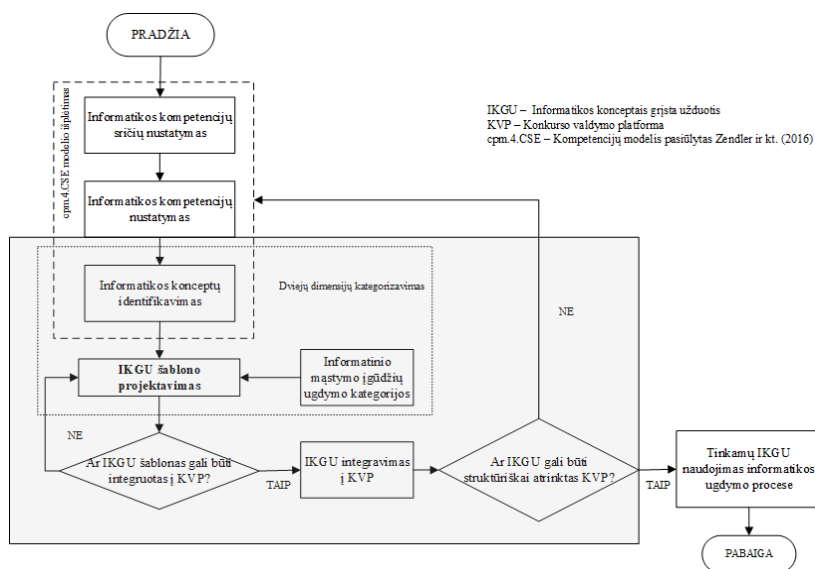 PRADŽIA
cpm.4.CSE modelio išplėtimas
Informatikos kompetencijų
sričių nustatymas
IKGU – Informatikos konceptais grįsta užduotis
KVP – Konkurso valdymo platforma
cpm.4.CSE – Kompetencijų modelis pasiūlytas Zendler ir kt. (2016)
Informatikos kompetencijų
nustatymas
Informatikos konceptų
identifikavimas
Dviejų dimensijų kategorizavimas
NE
IKGU šablono
projektavimas
Informatinio
mąstymo įgūdžių
ugdymo kategorijos
NE
Ar IKGU šablonas gali būti
integruotas į KVP?
TAIP
IKGU integravimas
į KVP
Ar IKGU gali būti
struktūriškai atrinktas KVP?
TAIP
Tinkamų IKGU
naudojimas informatikos
ugdymo procese
PABAIGA